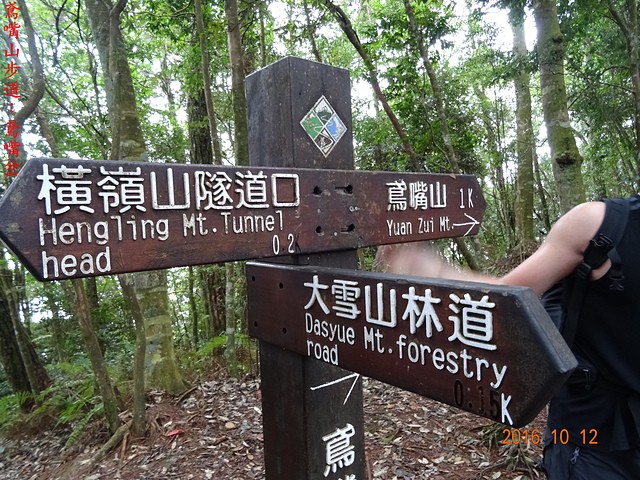 鳶嘴山步道:鳶嘴
橫嶺山隧道口
Hengling Mt.Tunnel
head
0.2
鳶嘴山 1K
Yuan Zui Mt.
大雪山林道
Dasyue Mt.forestry
road
0.15K
鳶嘴
2016.10.12